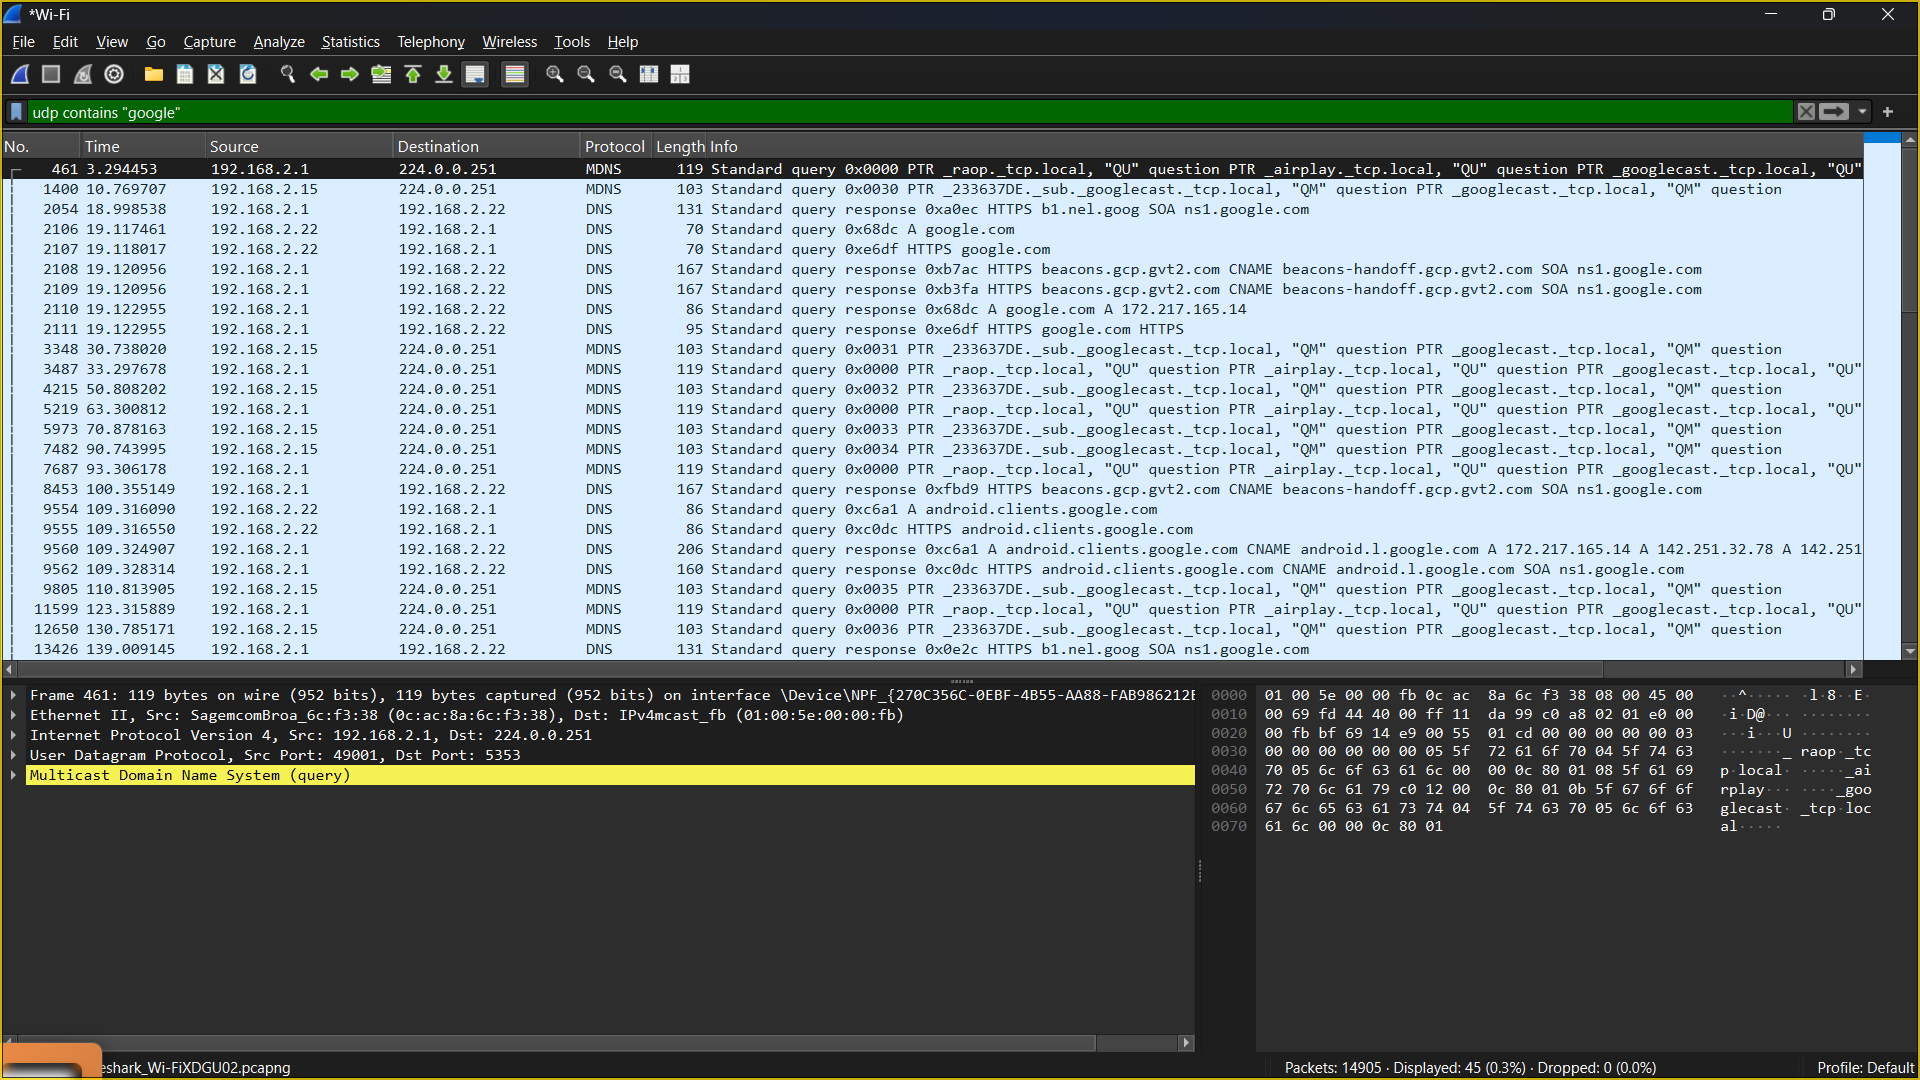 *Wi-Fi
File Edit View Go Capture Analyze Statistics Telephony Wireless Tools Help
udp contains "google"
No. Time Source Destination Protocol Length Info
461 3.294453 192.168.2.1 224.0.0.251 MDNS 119 Standard query 0x0000 PTR _raop._tcp.local, "QU" question PTR _airplay._tcp.local, "QU" question PTR _googlecast._tcp.local, "QU"
1400 10.769707 192.168.2.15 224.0.0.251 MDNS 103 Standard query 0x0030 PTR _233637DE._sub._googlecast._tcp.local, "QM" question PTR _googlecast._tcp.local, "QM" question
2054 18.998538 192.168.2.1 192.168.2.22 DNS 131 Standard query response 0xa0ec HTTPS b1.nel.goog SOA ns1.google.com
2106 19.117461 192.168.2.22 192.168.2.1 DNS 70 Standard query 0x68dc A google.com
2107 19.118017 192.168.2.22 192.168.2.1 DNS 70 Standard query 0xe6df HTTPS google.com
2108 19.120956 192.168.2.1 192.168.2.22 DNS 167 Standard query response 0xb7ac HTTPS beacons.gcp.gvt2.com CNAME beacons-handoff.gcp.gvt2.com SOA ns1.google.com
2109 19.120956 192.168.2.1 192.168.2.22 DNS 167 Standard query response 0xb3fa HTTPS beacons.gcp.gvt2.com CNAME beacons-handoff.gcp.gvt2.com SOA ns1.google.com
2110 19.122955 192.168.2.1 192.168.2.22 DNS 86 Standard query response 0x68dc A google.com A 172.217.165.14
2111 19.122955 192.168.2.1 192.168.2.22 DNS 95 Standard query response 0xe6df HTTPS google.com HTTPS
3348 30.738020 192.168.2.15 224.0.0.251 MDNS 103 Standard query 0x0031 PTR _233637DE._sub._googlecast._tcp.local, "QM" question PTR _googlecast._tcp.local, "QM" question
3487 33.297678 192.168.2.1 224.0.0.251 MDNS 119 Standard query 0x0000 PTR _raop._tcp.local, "QU" question PTR _airplay._tcp.local, "QU" question PTR _googlecast._tcp.local, "QU"
4215 50.808202 192.168.2.15 224.0.0.251 MDNS 103 Standard query 0x0032 PTR _233637DE._sub._googlecast._tcp.local, "QM" question PTR _googlecast._tcp.local, "QM" question
5219 63.300812 192.168.2.1 224.0.0.251 MDNS 119 Standard query 0x0000 PTR _raop._tcp.local, "QU" question PTR _airplay._tcp.local, "QU" question PTR _googlecast._tcp.local, "QU"
5973 70.878163 192.168.2.15 224.0.0.251 MDNS 103 Standard query 0x0033 PTR _233637DE._sub._googlecast._tcp.local, "QM" question PTR _googlecast._tcp.local, "QM" question
7482 90.743995 192.168.2.15 224.0.0.251 MDNS 103 Standard query 0x0034 PTR _233637DE._sub._googlecast._tcp.local, "QM" question PTR _googlecast._tcp.local, "QM" question
7687 93.306178 192.168.2.1 224.0.0.251 MDNS 119 Standard query 0x0000 PTR _raop._tcp.local, "QU" question PTR _airplay._tcp.local, "QU" question PTR _googlecast._tcp.local, "QU"
8453 100.355149 192.168.2.1 192.168.2.22 DNS 167 Standard query response 0xfbd9 HTTPS beacons.gcp.gvt2.com CNAME beacons-handoff.gcp.gvt2.com SOA ns1.google.com
9554 109.316090 192.168.2.22 192.168.2.1 DNS 86 Standard query 0xc6a1 A android.clients.google.com
9555 109.316550 192.168.2.22 192.168.2.1 DNS 86 Standard query 0xc0dc HTTPS android.clients.google.com
9560 109.324907 192.168.2.1 192.168.2.22 DNS 206 Standard query response 0xc6a1 A android.clients.google.com CNAME android.l.google.com A 172.217.165.14 A 142.251.32.78 A 142.251
9562 109.328314 192.168.2.1 192.168.2.22 DNS 160 Standard query response 0xc0dc HTTPS android.clients.google.com CNAME android.l.google.com SOA ns1.google.com
9805 110.813905 192.168.2.15 224.0.0.251 MDNS 103 Standard query 0x0035 PTR _233637DE._sub._googlecast._tcp.local, "QM" question PTR _googlecast._tcp.local, "QM" question
11599 123.315889 192.168.2.1 224.0.0.251 MDNS 119 Standard query 0x0000 PTR _raop._tcp.local, "QU" question PTR _airplay._tcp.local, "QU" question PTR _googlecast._tcp.local, "QU"
12650 130.785171 192.168.2.15 224.0.0.251 MDNS 103 Standard query 0x0036 PTR _233637DE._sub._googlecast._tcp.local, "QM" question PTR _googlecast._tcp.local, "QM" question
13426 139.009145 192.168.2.1 192.168.2.22 DNS 131 Standard query response 0x0e2c HTTPS b1.nel.goog SOA ns1.google.com
Frame 461: 119 bytes on wire (952 bits), 119 bytes captured (952 bits) on interface \Device\NPF_{270C356C-0EBF-4B55-AA88-FAB986212E
Ethernet II, Src: SagemcomBroa_6c:f3:38 (0c:ac:8a:6c:f3:38), Dst: IPv4mcast_fb (01:00:5e:00:00:fb)
Internet Protocol Version 4, Src: 192.168.2.1, Dst: 224.0.0.251
User Datagram Protocol, Src Port: 49001, Dst Port: 5353
Multicast Domain Name System (query)
0000 01 00 5e 00 00 fb 0c ac 8a 6c f3 38 08 00 45 00 ··^····· ·l·8··E·
0010 00 69 fd 44 40 00 ff 11 da 99 c0 a8 02 01 e0 00 ·i·D@··· ········
0020 00 fb bf 69 14 e9 00 55 01 cd 00 00 00 00 00 03 ···i···U ········
0030 00 00 00 00 00 00 05 5f 72 61 6f 70 04 5f 74 63 ·······_ raop·_tc
0040 70 05 6c 6f 63 61 6c 00 00 0c 80 01 08 5f 61 69 p·local· ·····_ai
0050 72 70 6c 61 79 c0 12 00 0c 80 01 0b 5f 67 6f 6f rplay··· ····_goo
0060 67 6c 65 63 61 73 74 04 5f 74 63 70 05 6c 6f 63 glecast· _tcp·loc
0070 61 6c 00 00 0c 80 01 al·····
eshark_Wi-FiXDGU02.pcapng
Packets: 14905 · Displayed: 45 (0.3%) · Dropped: 0 (0.0%)
Profile: Default